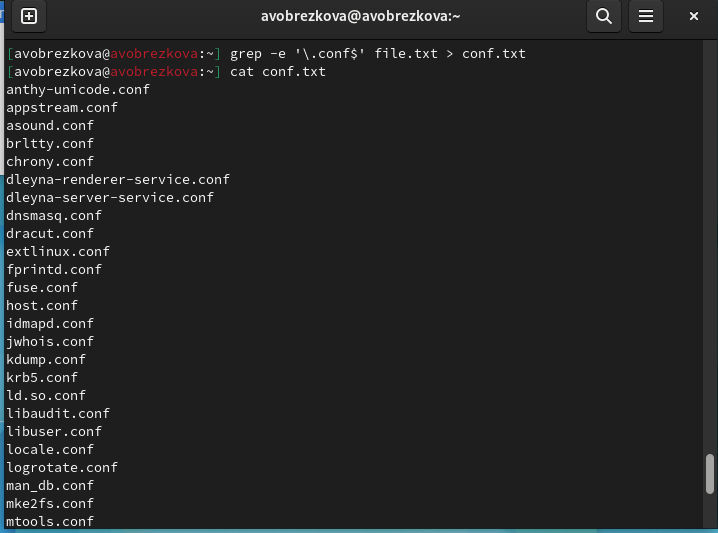 avobrezkova@avobrezkova:~
[avobrezkova@avobrezkova:~] grep -e '\.conf$' file.txt > conf.txt
[avobrezkova@avobrezkova:~] cat conf.txt
anthy-unicode.conf
appstream.conf
asound.conf
brltty.conf
chrony.conf
dleyna-renderer-service.conf
dleyna-server-service.conf
dnsmasq.conf
dracut.conf
extlinux.conf
fprintd.conf
fuse.conf
host.conf
idmapd.conf
jwhois.conf
kdump.conf
krb5.conf
ld.so.conf
libaudit.conf
libuser.conf
locale.conf
logrotate.conf
man_db.conf
mke2fs.conf
mtools.conf